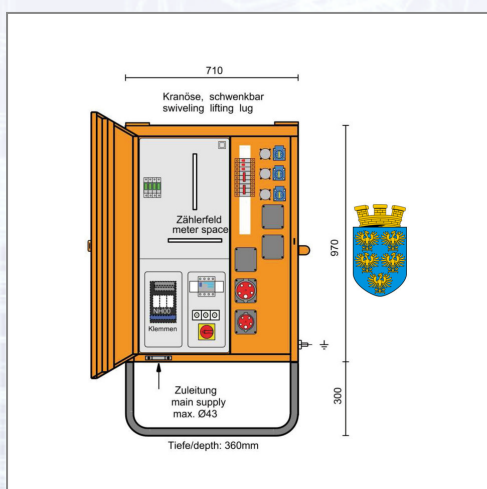 710
Kranöse, schwenkbar
swiveling lifting lug
Zählerfeld
meter space
970
NH00
Klemmen
Zuleitung
main supply
max. Ø43
300
Tiefe/depth: 360mm